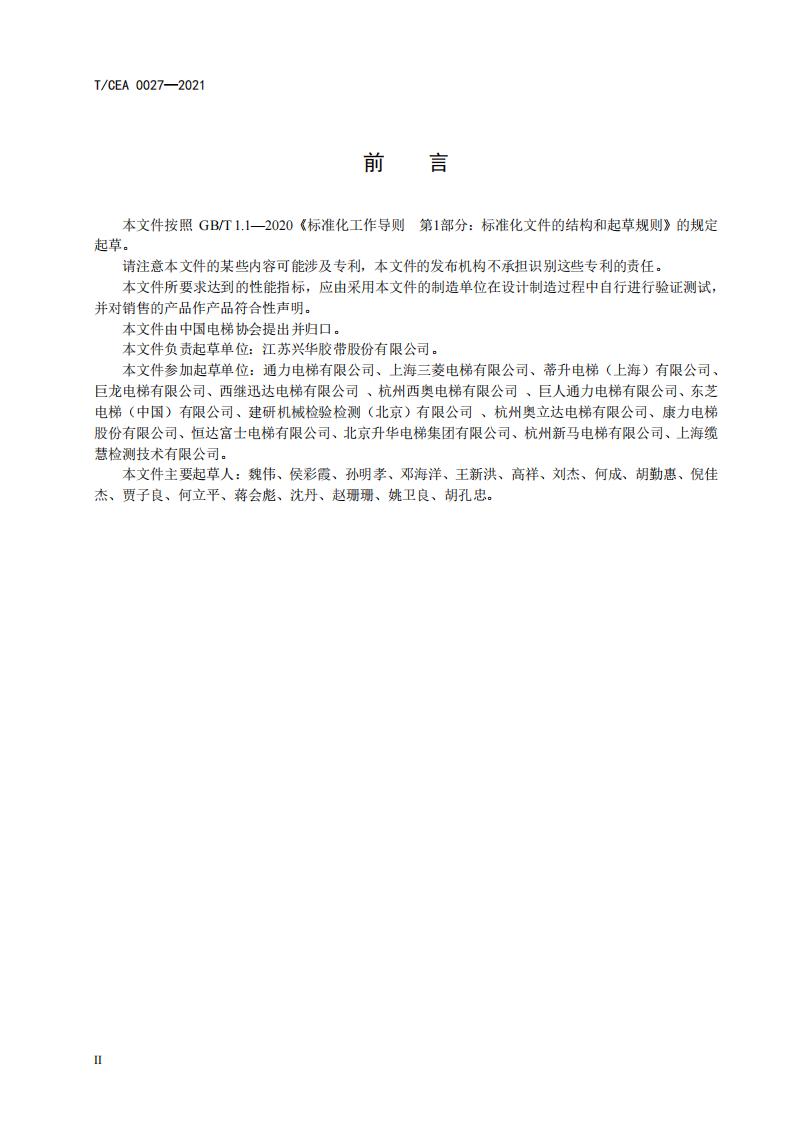 T/CEA 0027—2021
前 言
本文件按照 GB/T 1.1—2020《标准化工作导则 第1部分：标准化文件的结构和起草规则》的规定
起草。
请注意本文件的某些内容可能涉及专利，本文件的发布机构不承担识别这些专利的责任。
本文件所要求达到的性能指标，应由采用本文件的制造单位在设计制造过程中自行进行验证测试，
并对销售的产品作产品符合性声明。
本文件由中国电梯协会提出并归口。
本文件负责起草单位：江苏兴华胶带股份有限公司。
本文件参加起草单位：通力电梯有限公司、上海三菱电梯有限公司、蒂升电梯（上海）有限公司、
巨龙电梯有限公司、西继迅达电梯有限公司 、杭州西奥电梯有限公司 、巨人通力电梯有限公司、东芝
电梯（中国）有限公司、建研机械检验检测（北京）有限公司 、杭州奥立达电梯有限公司、康力电梯
股份有限公司、恒达富士电梯有限公司、北京升华电梯集团有限公司、杭州新马电梯有限公司、上海缆
慧检测技术有限公司。
本文件主要起草人：魏伟、侯彩霞、孙明孝、邓海洋、王新洪、高祥、刘杰、何成、胡勤惠、倪佳
杰、贾子良、何立平、蒋会彪、沈丹、赵珊珊、姚卫良、胡孔忠。
II